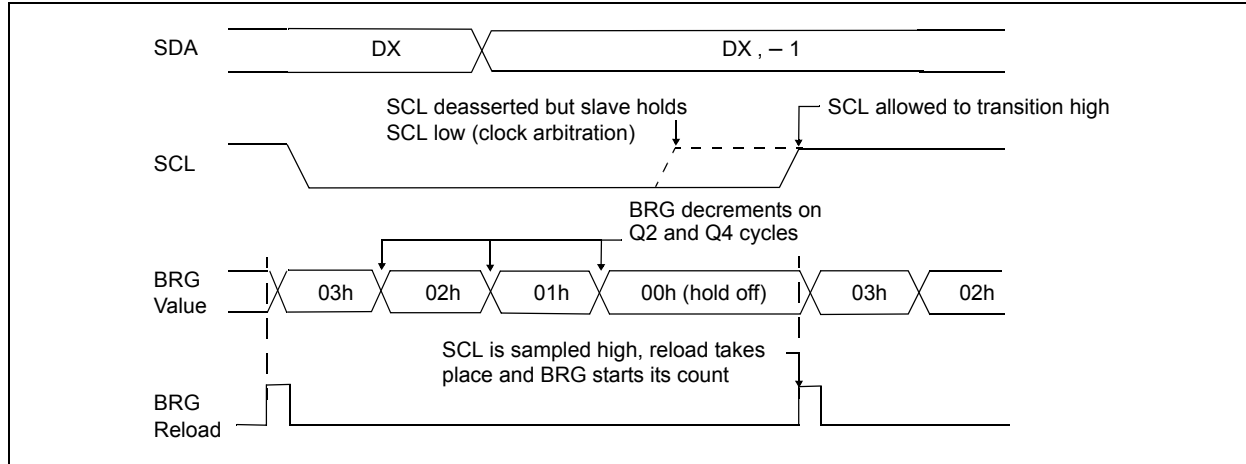 SDA
DX
DX , – 1
SCL deasserted but slave holds
SCL low (clock arbitration)
SCL allowed to transition high
SCL
BRG decrements on
Q2 and Q4 cycles
BRG
Value
03h
02h
01h
00h (hold off)
03h
02h
SCL is sampled high, reload takes
place and BRG starts its count
BRG
Reload